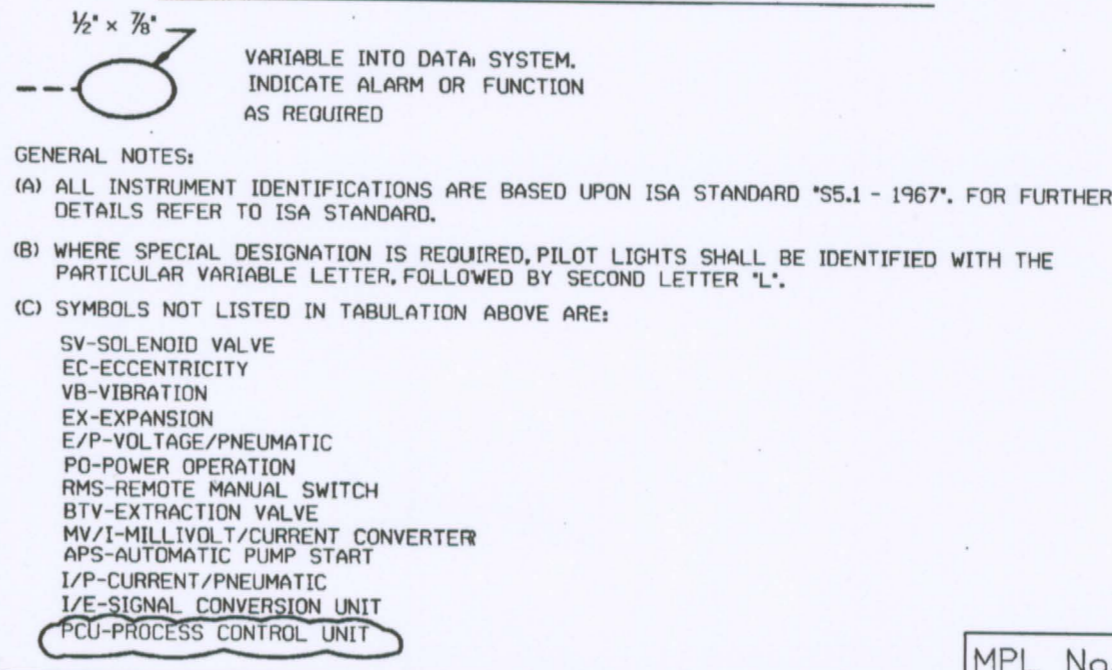 ½" × ⅞"
VARIABLE INTO DATA SYSTEM.
INDICATE ALARM OR FUNCTION
AS REQUIRED
GENERAL NOTES:
(A) ALL INSTRUMENT IDENTIFICATIONS ARE BASED UPON ISA STANDARD "S5.1 - 1967". FOR FURTHER
DETAILS REFER TO ISA STANDARD.
(B) WHERE SPECIAL DESIGNATION IS REQUIRED, PILOT LIGHTS SHALL BE IDENTIFIED WITH THE
PARTICULAR VARIABLE LETTER, FOLLOWED BY SECOND LETTER "L".
(C) SYMBOLS NOT LISTED IN TABULATION ABOVE ARE:
SV-SOLENOID VALVE
EC-ECCENTRICITY
VB-VIBRATION
EX-EXPANSION
E/P-VOLTAGE/PNEUMATIC
PO-POWER OPERATION
RMS-REMOTE MANUAL SWITCH
BTV-EXTRACTION VALVE
MV/I-MILLIVOLT/CURRENT CONVERTER
APS-AUTOMATIC PUMP START
I/P-CURRENT/PNEUMATIC
I/E-SIGNAL CONVERSION UNIT
PCU-PROCESS CONTROL UNIT
MPL No